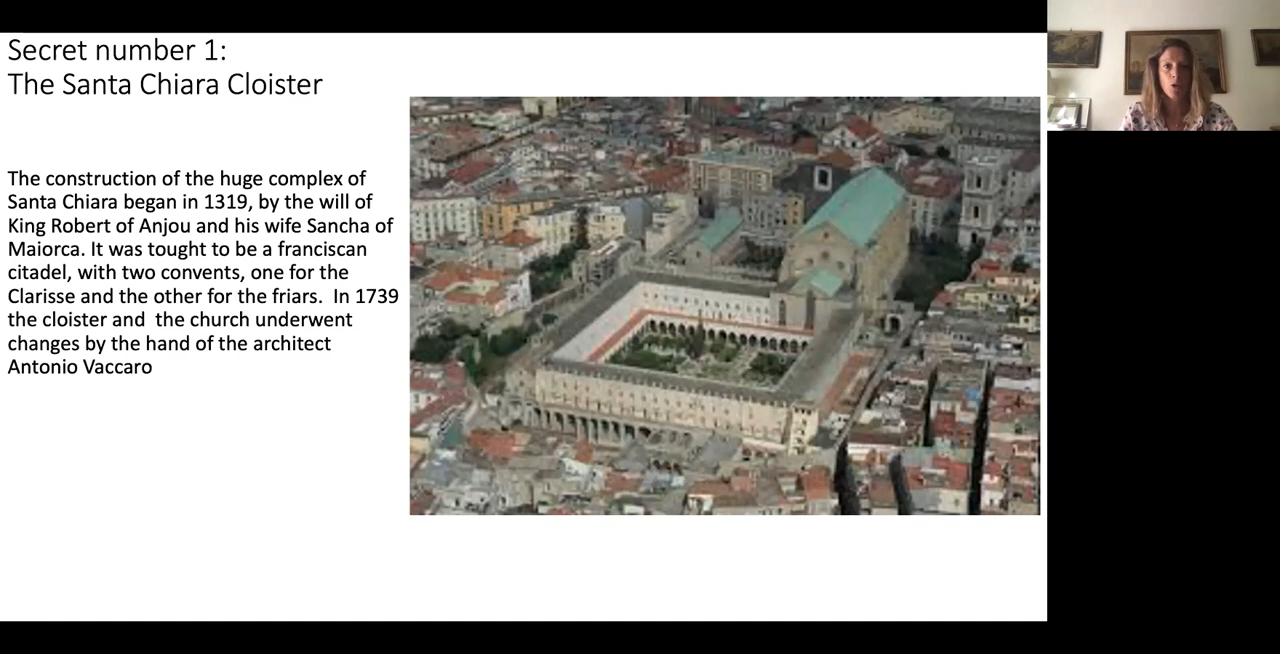 Secret number 1:
The Santa Chiara Cloister
The construction of the huge complex of
Santa Chiara began in 1319, by the will of
King Robert of Anjou and his wife Sancha of
Maiorca. It was tought to be a franciscan
citadel, with two convents, one for the
Clarisse and the other for the friars.  In 1739
the cloister and  the church underwent
changes by the hand of the architect
Antonio Vaccaro